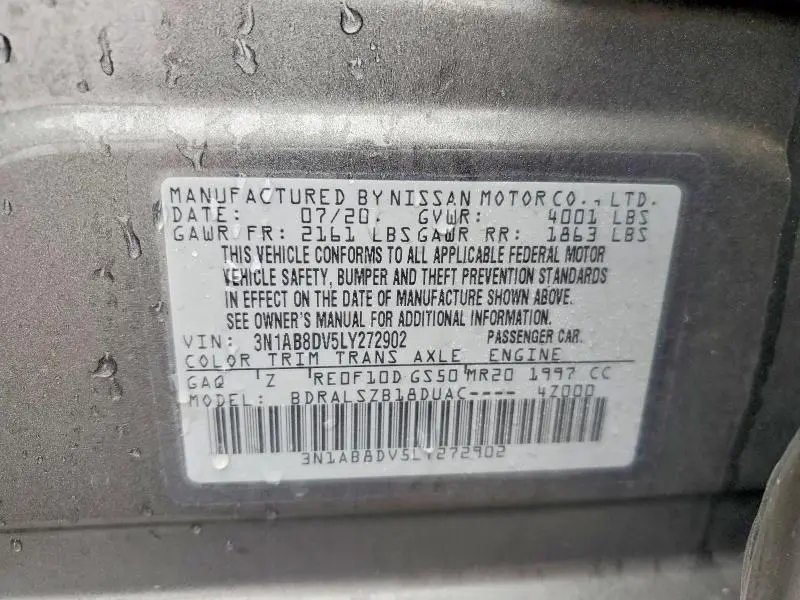 MANUFACTURED BY NISSAN MOTOR CO., LTD.
DATE: 07/20. GVWR: 4001 LBS
GAWR FR: 2161 LBS GAWR RR: 1863 LBS
THIS VEHICLE CONFORMS TO ALL APPLICABLE FEDERAL MOTOR
VEHICLE SAFETY, BUMPER AND THEFT PREVENTION STANDARDS
IN EFFECT ON THE DATE OF MANUFACTURE SHOWN ABOVE.
SEE OWNER'S MANUAL FOR ADDITIONAL INFORMATION
VIN: 3N1AB8DV5LY272902 PASSENGER CAR.
COLOR TRIM TRANS AXLE ENGINE
GAQ Z RE0F10D GS50 MR20 1997 CC
MODEL: BDRALSZB18DUAC---- 4Z000
3N1AB8DV5LY272902